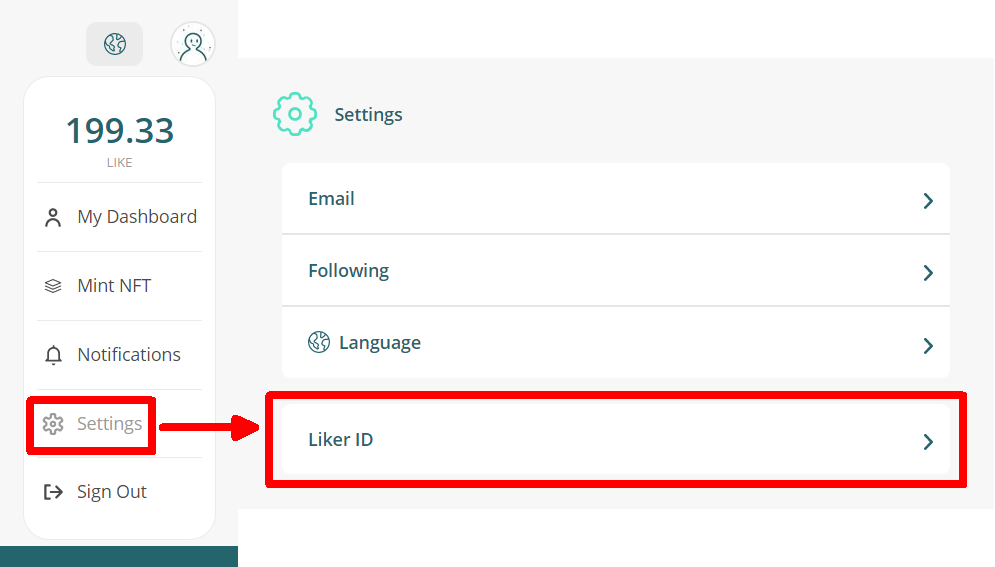 199.33
LIKE
My Dashboard
Mint NFT
Notifications
Settings
Sign Out
Settings
Email
Following
Language
Liker ID